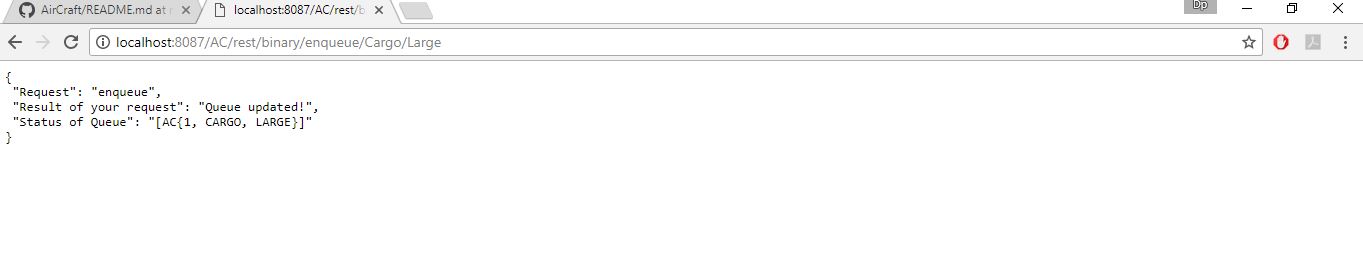 AirCraft/README.md at r
localhost:8087/AC/rest/b
Dp
localhost:8087/AC/rest/binary/enqueue/Cargo/Large
{
"Request": "enqueue",
"Result of your request": "Queue updated!",
"Status of Queue": "[AC{1, CARGO, LARGE}]"
}